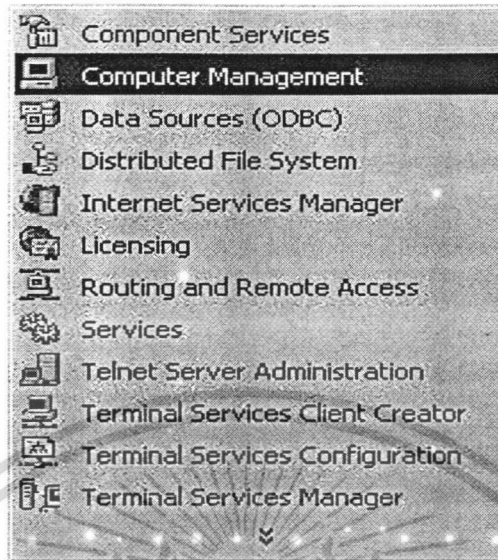 Component Services
Computer Management
Data Sources (ODBC)
Distributed File System
Internet Services Manager
Licensing
Routing and Remote Access
Services
Telnet Server Administration
Terminal Services Client Creator
Terminal Services Configuration
Terminal Services Manager